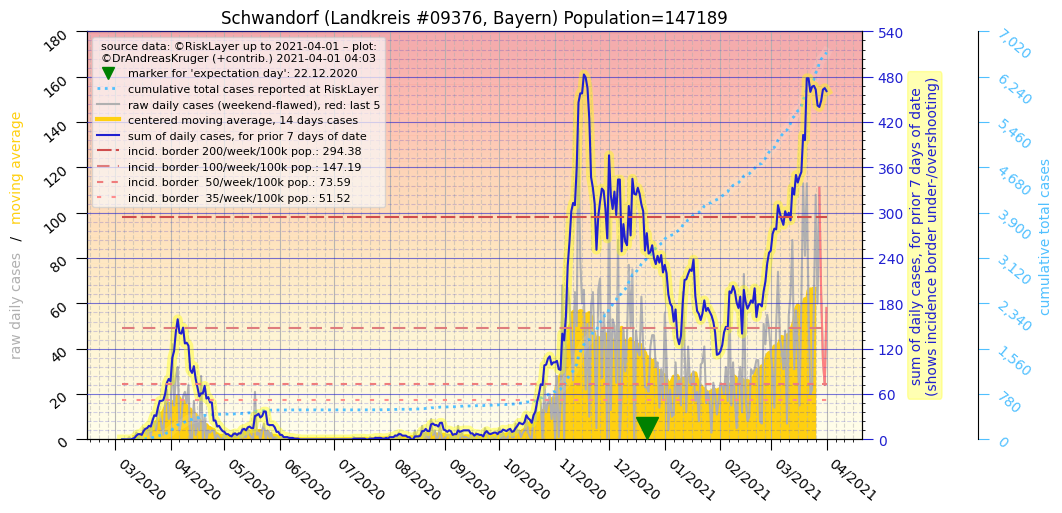 Schwandorf (Landkreis #09376, Bayern) Population=147189
source data: ©RiskLayer up to 2021-04-01 – plot:
©DrAndreasKruger (+contrib.) 2021-04-01 04:03
marker for 'expectation day': 22.12.2020
cumulative total cases reported at RiskLayer
raw daily cases (weekend-flawed), red: last 5
centered moving average, 14 days cases
sum of daily cases, for prior 7 days of date
incid. border 200/week/100k pop.: 294.38
incid. border 100/week/100k pop.: 147.19
incid. border  50/week/100k pop.: 73.59
incid. border  35/week/100k pop.: 51.52
raw daily cases  /  moving average
180
160
140
120
100
80
60
40
20
0
03/2020
04/2020
05/2020
06/2020
07/2020
08/2020
09/2020
10/2020
11/2020
12/2020
01/2021
02/2021
03/2021
04/2021
540
480
420
360
300
240
180
120
60
0
sum of daily cases, for prior 7 days of date
(shows incidence border under-/overshooting)
7,020
6,240
5,460
4,680
3,900
3,120
2,340
1,560
780
0
cumulative total cases